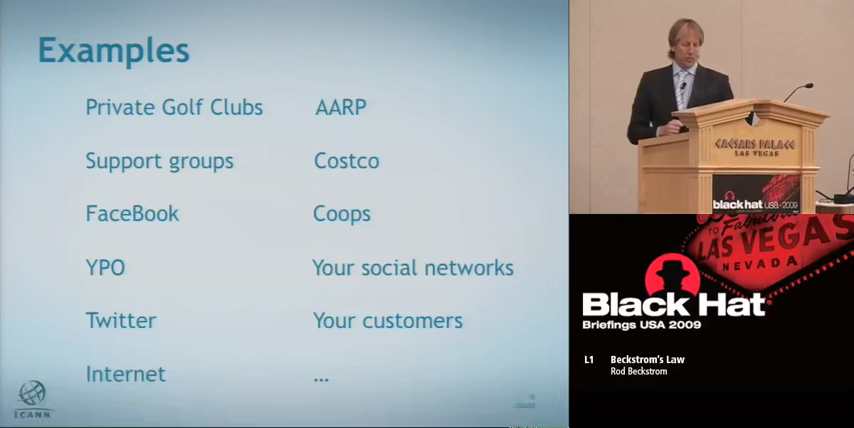 Examples
Private Golf Clubs
AARP
Support groups
Costco
FaceBook
Coops
YPO
Your social networks
Twitter
Your customers
Internet
...
ICANN
CAESARS PALACE
LAS VEGAS
black hat USA 2009
TO Fabulous
LAS VEGAS
NEVADA
Black Hat
Briefings USA 2009
L1 Beckstrom's Law
Rod Beckstrom